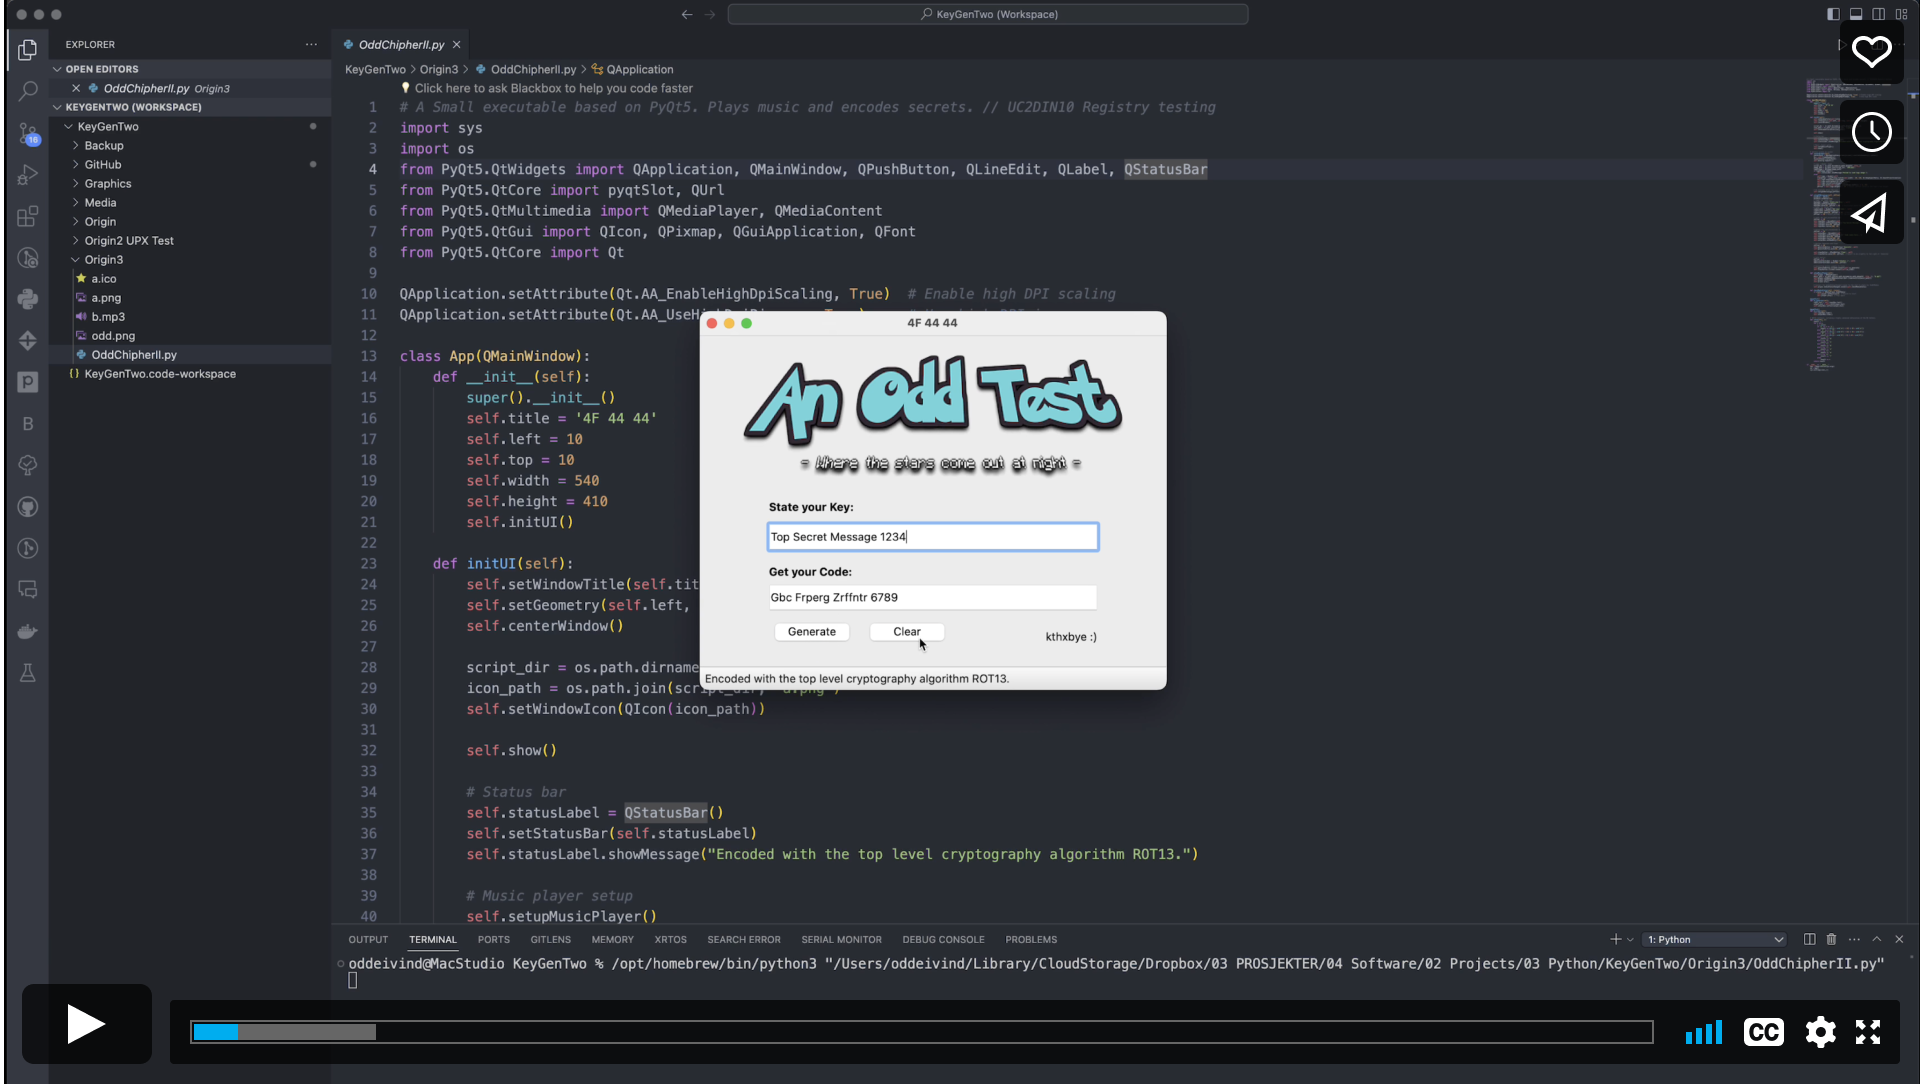 KeyGenTwo (Workspace)
EXPLORER
OPEN EDITORS
OddChipherII.py Origin3
KEYGENTWO (WORKSPACE)
KeyGenTwo
Backup
GitHub
Graphics
Media
Origin
Origin2 UPX Test
Origin3
a.ico
a.png
b.mp3
odd.png
OddChipherII.py
KeyGenTwo.code-workspace
16
OddChipherII.py
KeyGenTwo > Origin3 > OddChipherII.py > QApplication
Click here to ask Blackbox to help you code faster
1 # A Small executable based on PyQt5. Plays music and encodes secrets. // UC2DIN10 Registry testing
2 import sys
3 import os
4 from PyQt5.QtWidgets import QApplication, QMainWindow, QPushButton, QLineEdit, QLabel, QStatusBar
5 from PyQt5.QtCore import pyqtSlot, QUrl
6 from PyQt5.QtMultimedia import QMediaPlayer, QMediaContent
7 from PyQt5.QtGui import QIcon, QPixmap, QGuiApplication, QFont
8 from PyQt5.QtCore import Qt
9
10 QApplication.setAttribute(Qt.AA_EnableHighDpiScaling, True) # Enable high DPI scaling
11 QApplication.setAttribute(Qt.AA_UseH
12
13 class App(QMainWindow):
14 def __init__(self):
15 super().__init__()
16 self.title = '4F 44 44'
17 self.left = 10
18 self.top = 10
19 self.width = 540
20 self.height = 410
21 self.initUI()
22
23 def initUI(self):
24 self.setWindowTitle(self.tit
25 self.setGeometry(self.left,
26 self.centerWindow()
27
28 script_dir = os.path.dirname
29 icon_path = os.path.join(script_dir, "a.png")
30 self.setWindowIcon(QIcon(icon_path))
31
32 self.show()
33
34 # Status bar
35 self.statusLabel = QStatusBar()
36 self.setStatusBar(self.statusLabel)
37 self.statusLabel.showMessage("Encoded with the top level cryptography algorithm ROT13.")
38
39 # Music player setup
40 self.setupMusicPlayer()
4F 44 44
An Odd Test
- Where the stars come out at night -
State your Key:
Top Secret Message 1234
Get your Code:
Gbc Frperg Zrffntr 6789
Generate Clear kthxbye :)
Encoded with the top level cryptography algorithm ROT13.
OUTPUT TERMINAL PORTS GITLENS MEMORY XRTOS SEARCH ERROR SERIAL MONITOR DEBUG CONSOLE PROBLEMS
1: Python
oddeivind@MacStudio KeyGenTwo % /opt/homebrew/bin/python3 "/Users/oddeivind/Library/CloudStorage/Dropbox/03 PROSJEKTER/04 Software/02 Projects/03 Python/KeyGenTwo/Origin3/OddChipherII.py"
CC